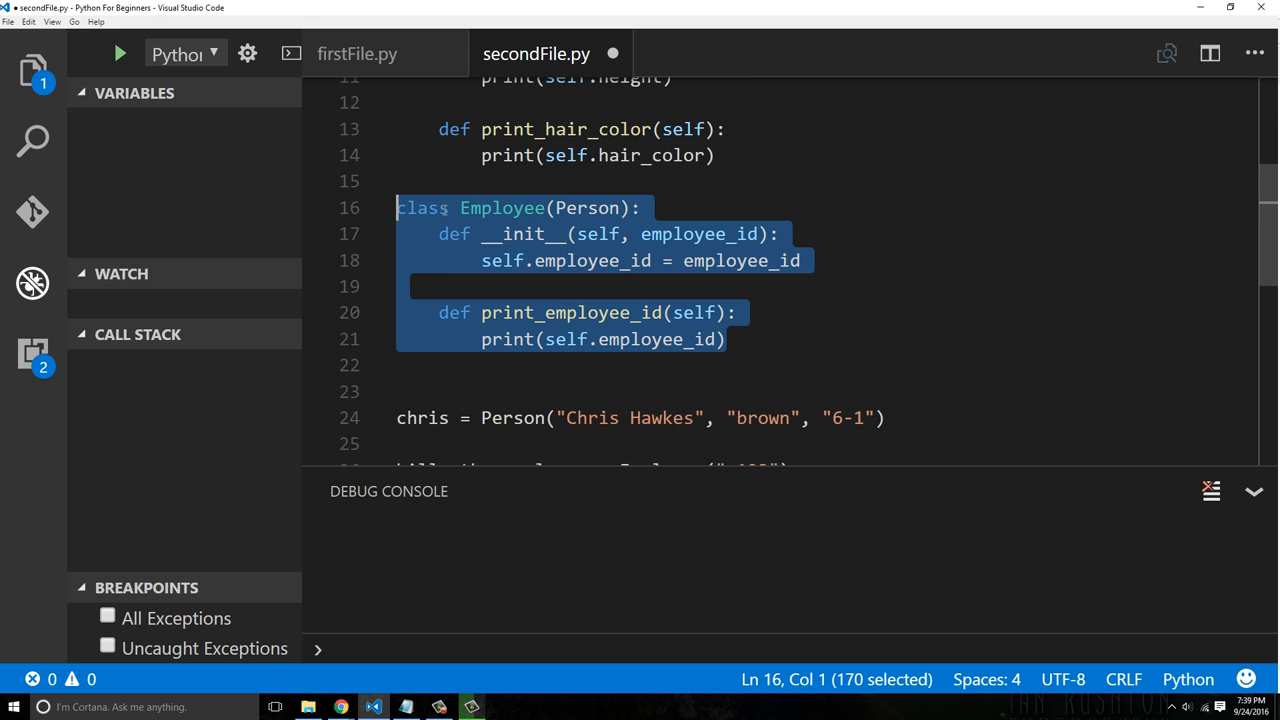 ● secondFile.py - Python For Beginners - Visual Studio Code
File Edit View Go Help
Pythor
firstFile.py
secondFile.py
1
VARIABLES
WATCH
CALL STACK
2
BREAKPOINTS
All Exceptions
Uncaught Exceptions
11 print(self.height)
12
13 def print_hair_color(self):
14 print(self.hair_color)
15
16 class Employee(Person):
17 def __init__(self, employee_id):
18 self.employee_id = employee_id
19
20 def print_employee_id(self):
21 print(self.employee_id)
22
23
24 chris = Person("Chris Hawkes", "brown", "6-1")
25
DEBUG CONSOLE
0 0
Ln 16, Col 1 (170 selected) Spaces: 4 UTF-8 CRLF Python
I'm Cortana. Ask me anything.
7:39 PM
9/24/2016